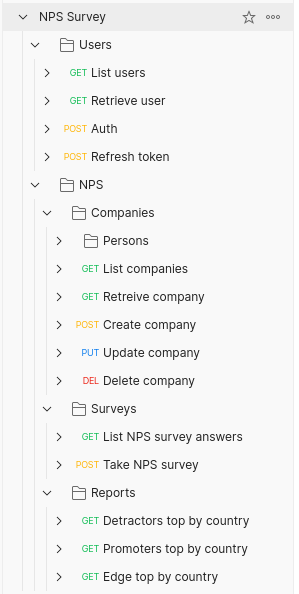 NPS Survey
Users
GET List users
GET Retrieve user
POST Auth
POST Refresh token
NPS
Companies
Persons
GET List companies
GET Retreive company
POST Create company
PUT Update company
DEL Delete company
Surveys
GET List NPS survey answers
POST Take NPS survey
Reports
GET Detractors top by country
GET Promoters top by country
GET Edge top by country